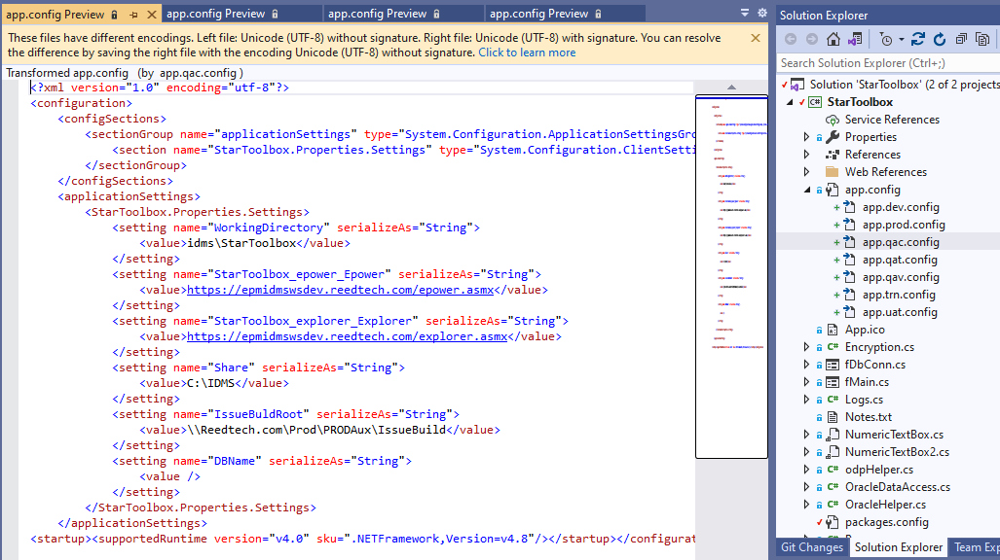 app.config Preview
app.config Preview
app.config Preview
app.config Preview
These files have different encodings. Left file: Unicode (UTF-8) without signature. Right file: Unicode (UTF-8) with signature. You can resolve
the difference by saving the right file with the encoding Unicode (UTF-8) without signature. Click to learn more
Transformed app.config (by app.qac.config )
<?xml version="1.0" encoding="utf-8"?>
<configuration>
<configSections>
<sectionGroup name="applicationSettings" type="System.Configuration.ApplicationSettingsGro
<section name="StarToolbox.Properties.Settings" type="System.Configuration.ClientSetti
</sectionGroup>
</configSections>
<applicationSettings>
<StarToolbox.Properties.Settings>
<setting name="WorkingDirectory" serializeAs="String">
<value>idms\StarToolbox</value>
</setting>
<setting name="StarToolbox_epower_Epower" serializeAs="String">
<value>https://epmidmswsdev.reedtech.com/epower.asmx</value>
</setting>
<setting name="StarToolbox_explorer_Explorer" serializeAs="String">
<value>https://epmidmswsdev.reedtech.com/explorer.asmx</value>
</setting>
<setting name="Share" serializeAs="String">
<value>C:\IDMS</value>
</setting>
<setting name="IssueBuldRoot" serializeAs="String">
<value>\\Reedtech.com\Prod\PRODAux\IssueBuild</value>
</setting>
<setting name="DBName" serializeAs="String">
<value />
</setting>
</StarToolbox.Properties.Settings>
</applicationSettings>
<startup><supportedRuntime version="v4.0" sku=".NETFramework,Version=v4.8"/></startup></configurat
Solution Explorer
Search Solution Explorer (Ctrl+;)
Solution 'StarToolbox' (2 of 2 projects
StarToolbox
Service References
Properties
References
Web References
app.config
app.dev.config
app.prod.config
app.qac.config
app.qat.config
app.qav.config
app.trn.config
app.uat.config
App.ico
Encryption.cs
fDbConn.cs
fMain.cs
Logs.cs
Notes.txt
NumericTextBox.cs
NumericTextBox2.cs
odpHelper.cs
OracleDataAccess.cs
OracleHelper.cs
packages.config
Git Changes
Solution Explorer
Team Exp